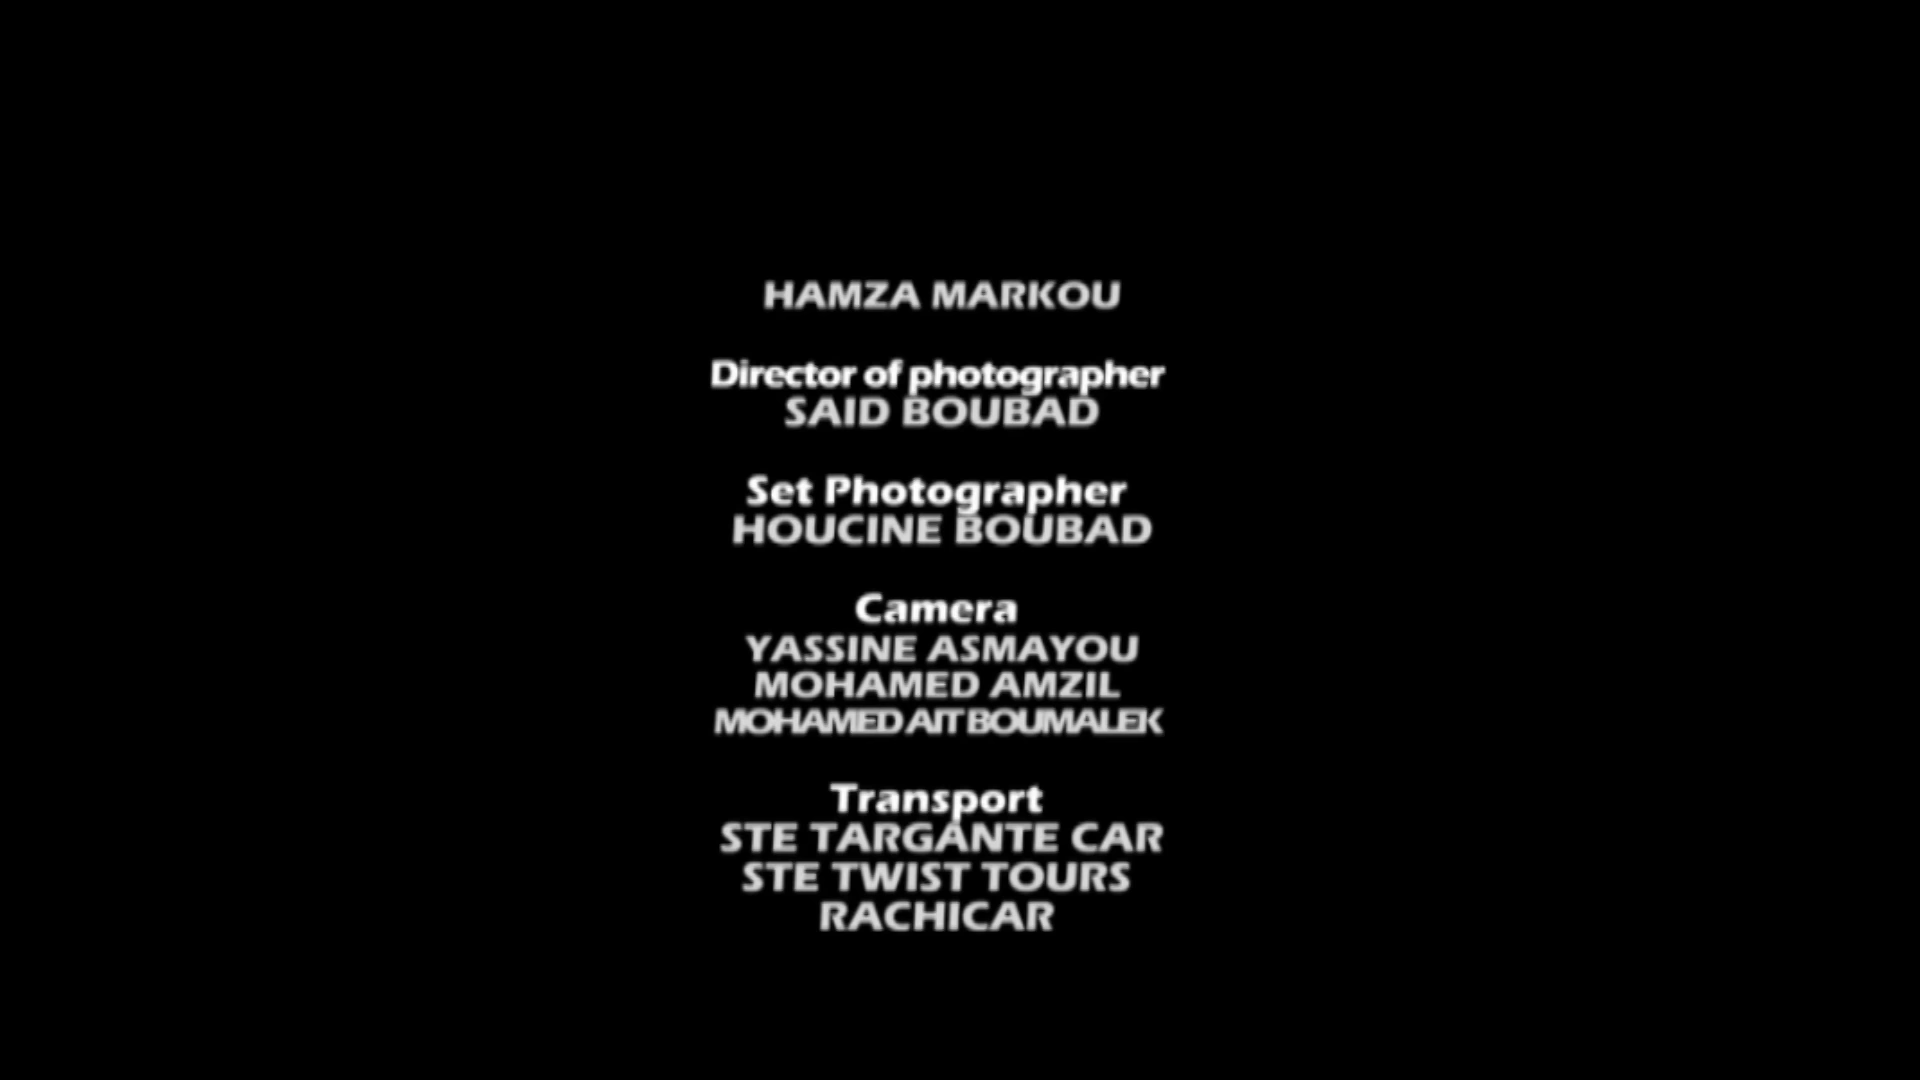 HAMZA MARKOU
Director of photographer
SAID BOUBAD
Set Photographer
HOUCINE BOUBAD
Camera
YASSINE ASMAYOU
MOHAMED AMZIL
MOHAMED AIT BOUMALEK
Transport
STE TARGANTE CAR
STE TWIST TOURS
RACHICAR